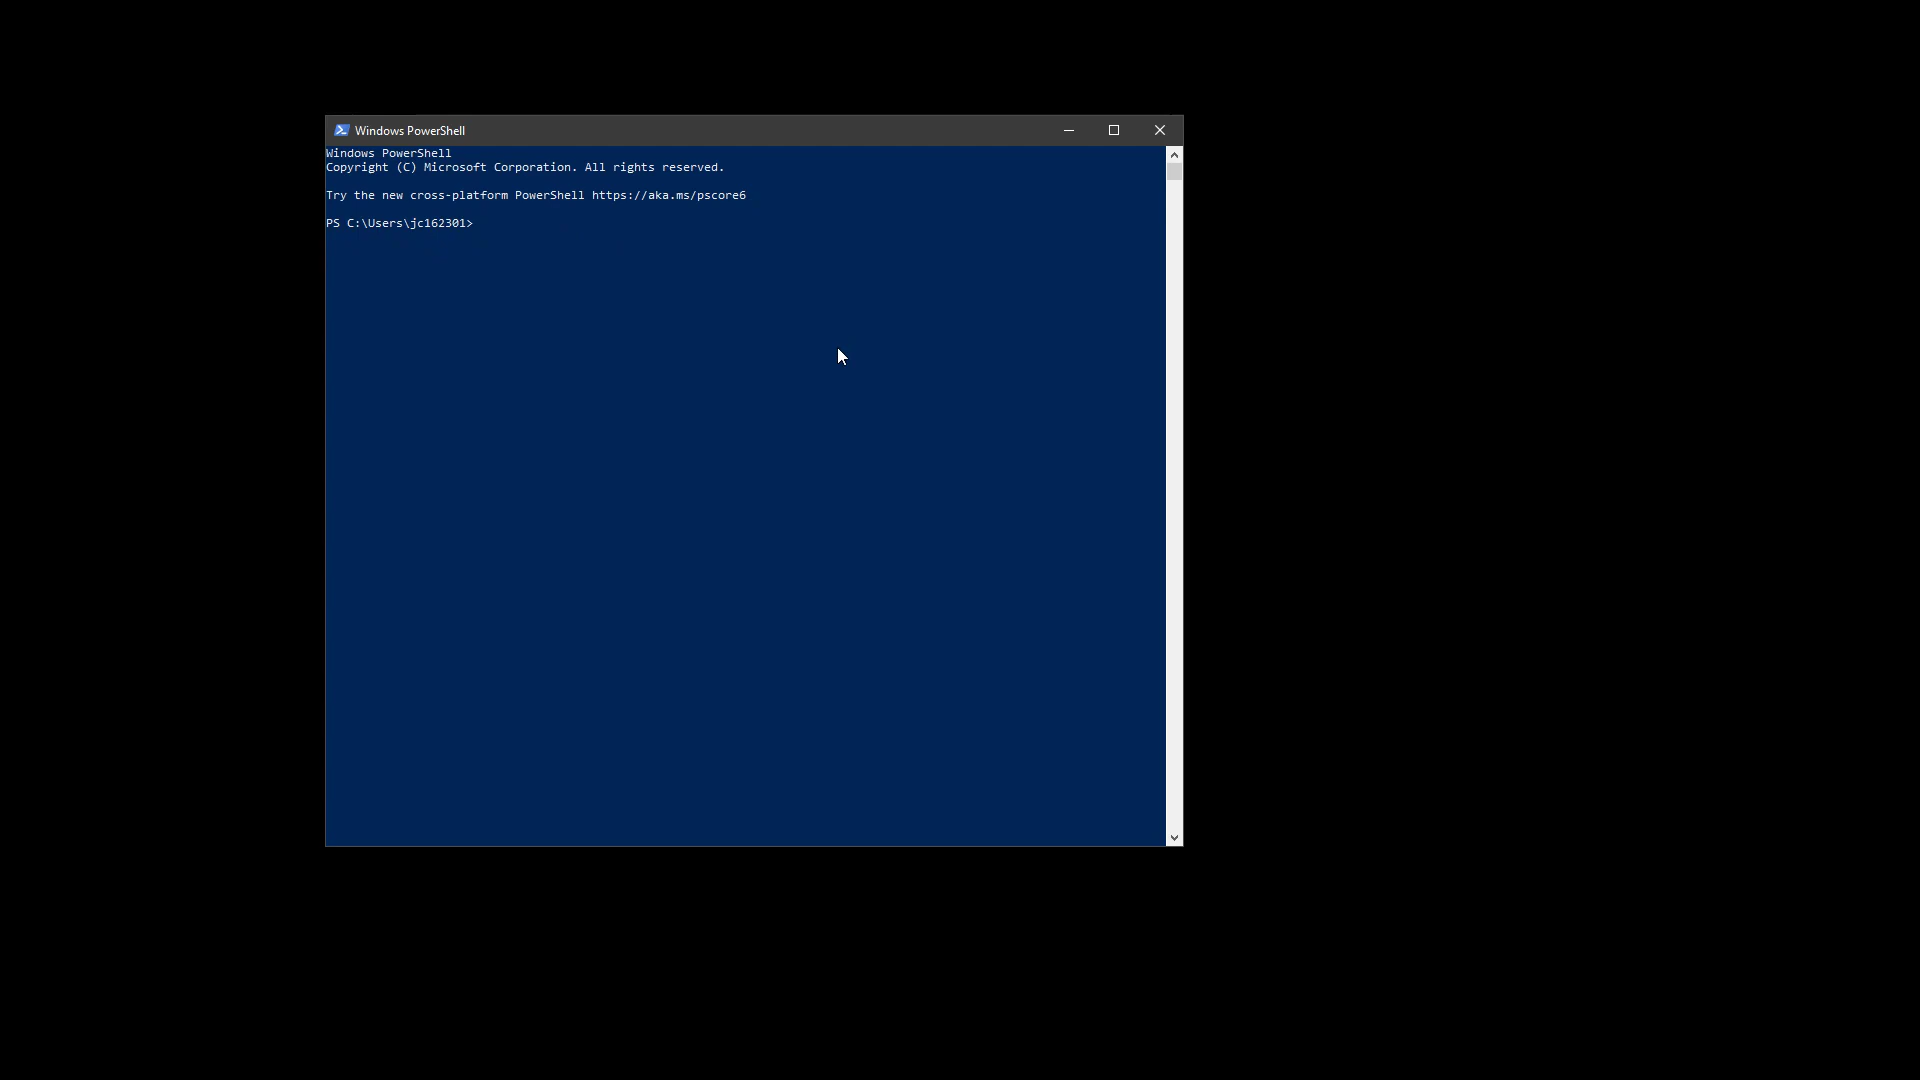 Windows PowerShell
Windows PowerShell
Copyright (C) Microsoft Corporation. All rights reserved.
Try the new cross-platform PowerShell https://aka.ms/pscore6
PS C:\Users\jc162301>